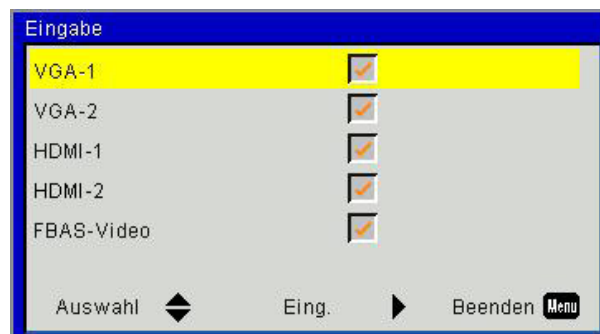 Eingabe
VGA-1
VGA-2
HDMI-1
HDMI-2
FBAS-Video
Auswahl Eing. Beenden Menu